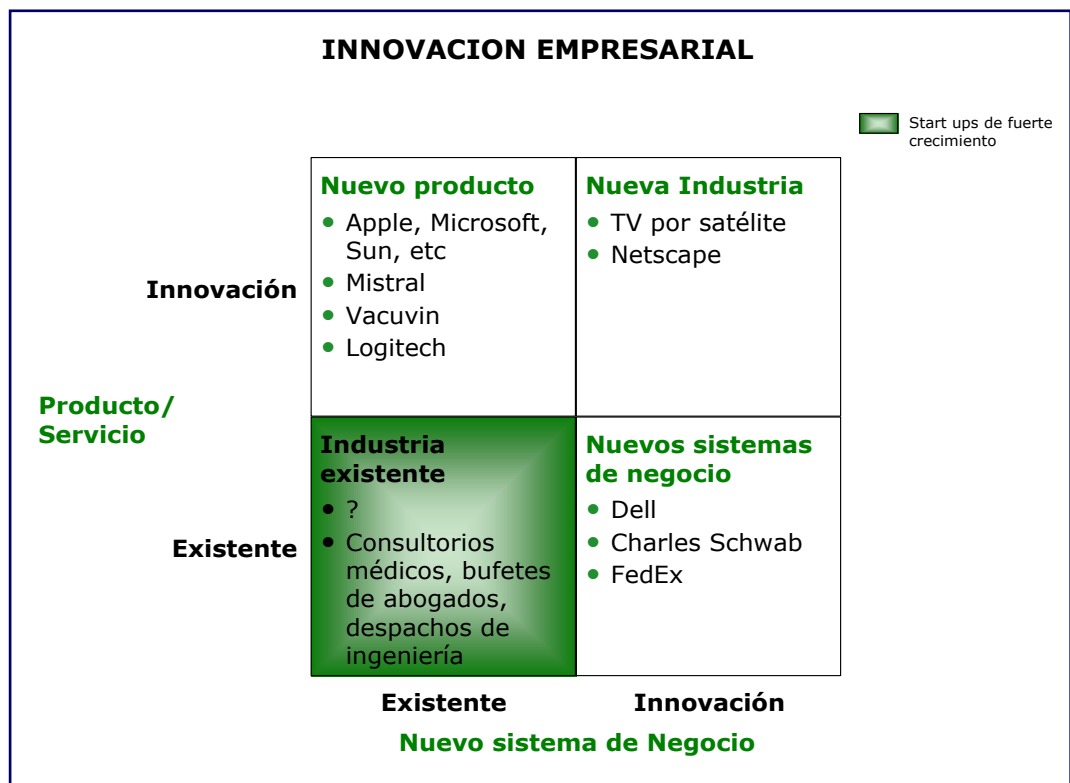 INNOVACION EMPRESARIAL
Start ups de fuerte
crecimiento
Nuevo producto
• Apple, Microsoft,
Sun, etc
• Mistral
• Vacuvin
• Logitech
Nueva Industria
• TV por satélite
• Netscape
Innovación
Producto/
Servicio
Industria
existente
• ?
• Consultorios
médicos, bufetes
de abogados,
despachos de
ingeniería
Nuevos sistemas
de negocio
• Dell
• Charles Schwab
• FedEx
Existente
Existente
Innovación
Nuevo sistema de Negocio